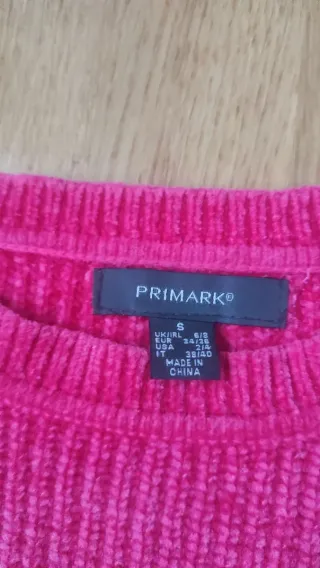 PRIMARK®
S
UK/IRL 6/8
EUR 34/36
USA 2/4
IT 38/40
MADE IN
CHINA